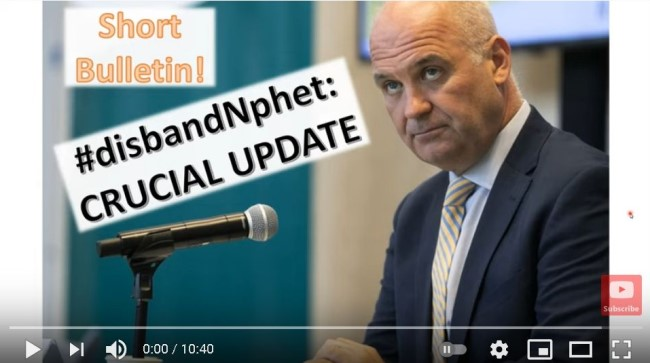 Short
Bulletin!
#disbandNphet:
CRUCIAL UPDATE
Subscribe
0:00 / 10:40